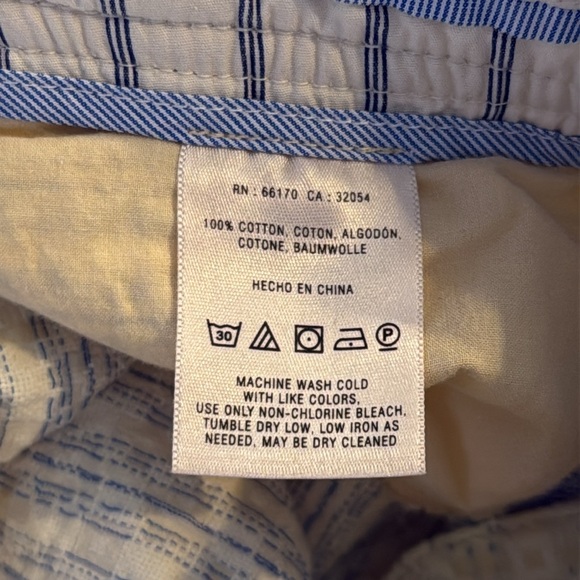 RN : 66170 CA : 32054
100% COTTON, COTON, ALGODÓN,
COTONE, BAUMWOLLE
HECHO EN CHINA
30 P
MACHINE WASH COLD
WITH LIKE COLORS,
USE ONLY NON-CHLORINE BLEACH.
TUMBLE DRY LOW, LOW IRON AS
NEEDED, MAY BE DRY CLEANED